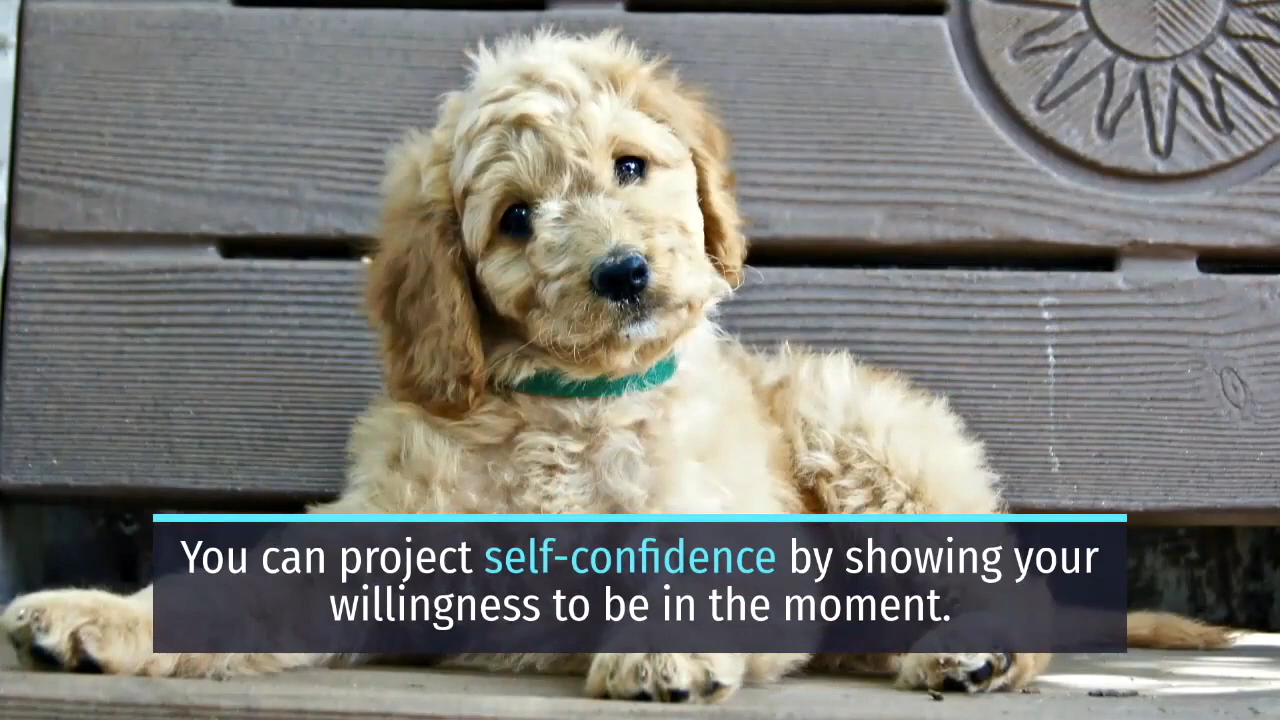 You can project self-confidence by showing your
willingness to be in the moment.